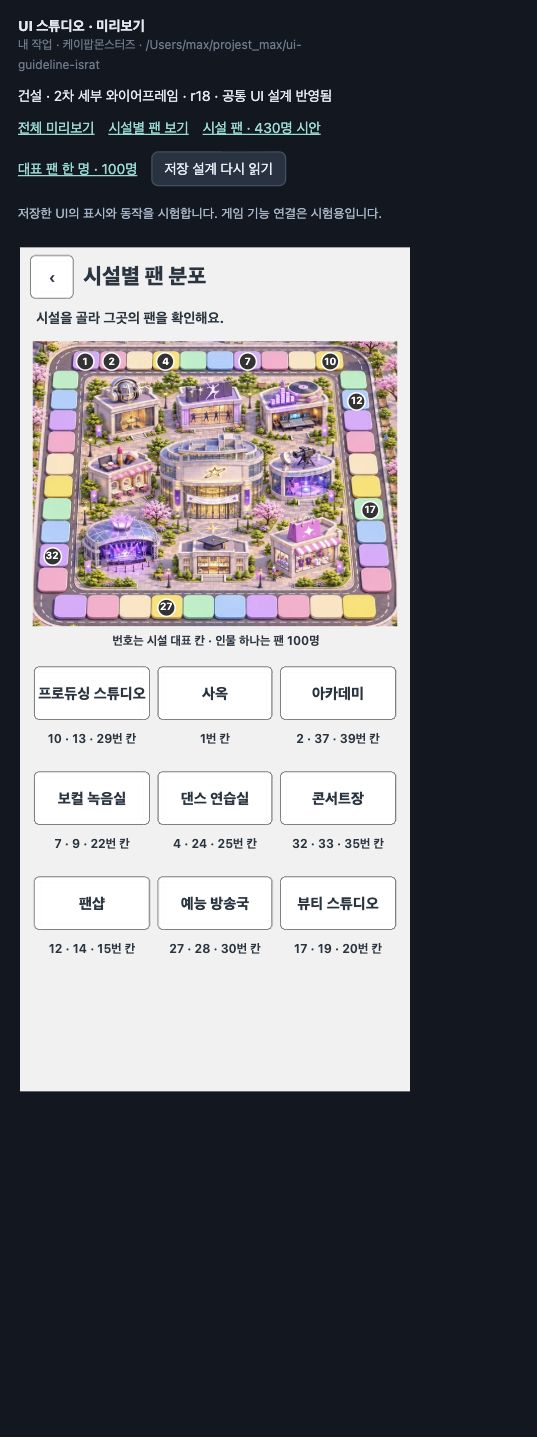 UI 스튜디오 · 미리보기
내 작업 · 케이팝몬스터즈 · /Users/max/projest_max/ui-
guideline-israt
건설 · 2차 세부 와이어프레임 · r18 · 공통 UI 설계 반영됨
전체 미리보기 시설별 팬 보기 시설 팬 · 430명 시안
대표 팬 한 명 · 100명 저장 설계 다시 읽기
저장한 UI의 표시와 동작을 시험합니다. 게임 기능 연결은 시험용입니다.
‹ 시설별 팬 분포
시설을 골라 그곳의 팬을 확인해요.
1 2 4 7 10
12
17
32
27
번호는 시설 대표 칸 · 인물 하나는 팬 100명
프로듀싱 스튜디오 사옥 아카데미
10 · 13 · 29번 칸 1번 칸 2 · 37 · 39번 칸
보컬 녹음실 댄스 연습실 콘서트장
7 · 9 · 22번 칸 4 · 24 · 25번 칸 32 · 33 · 35번 칸
팬샵 예능 방송국 뷰티 스튜디오
12 · 14 · 15번 칸 27 · 28 · 30번 칸 17 · 19 · 20번 칸